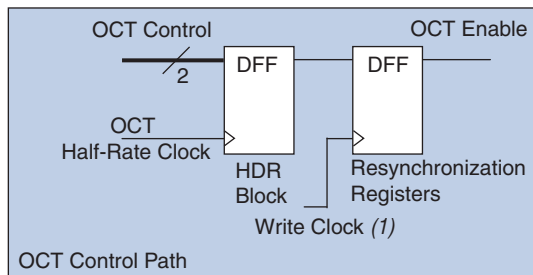 OCT Control
OCT Enable
DFF
DFF
2
OCT
Half-Rate Clock
HDR
Block
Resynchronization
Registers
Write Clock (1)
OCT Control Path